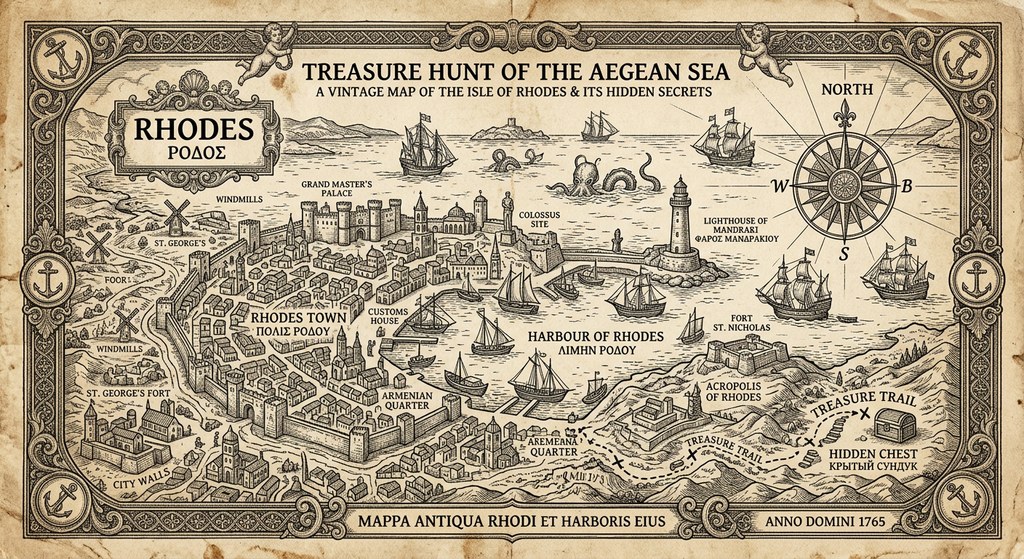 TREASURE HUNT OF THE AEGEAN SEA
A VINTAGE MAP OF THE ISLE OF RHODES & ITS HIDDEN SECRETS
RHODES
ΡΟΔΟΣ
NORTH
W
B
S
WINDMILLS
GRAND MASTER'S
PALACE
ST. GEORGE'S
COLOSSUS
SITE
LIGHTHOUSE OF
MANDRAKI
ΦΑΡΟΣ ΜΑΝΔΡΑΚΙΟΥ
FOOR
RHODES TOWN
ΠΟΛΙΣ ΡΟΔΟΥ
CUSTOMS
HOUSE
HARBOUR OF RHODES
ΛΙΜΗΝ ΡΟΔΟΥ
FORT
ST. NICHOLAS
WINDMILLS
ST. GEORGE'S FORT
ARMENIAN
QUARTER
ACROPOLIS
OF RHODES
TREASURE TRAIL
AREMEANA
QUARTER
TREASURE TRAIL
HIDDEN CHEST
КРЫТЫЙ СУНДУК
CITY WALLS
MAPPA ANTIQUA RHODI ET HARBORIS EIUS
ANNO DOMINI 1765